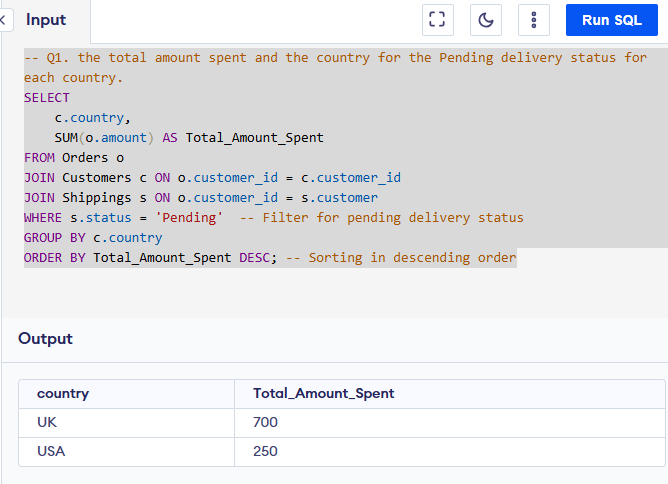 Input
Run SQL
-- Q1. the total amount spent and the country for the Pending delivery status for
each country.
SELECT
c.country,
SUM(o.amount) AS Total_Amount_Spent
FROM Orders o
JOIN Customers c ON o.customer_id = c.customer_id
JOIN Shippings s ON o.customer_id = s.customer
WHERE s.status = 'Pending'  -- Filter for pending delivery status
GROUP BY c.country
ORDER BY Total_Amount_Spent DESC; -- Sorting in descending order
Output
country Total_Amount_Spent
UK 700
USA 250